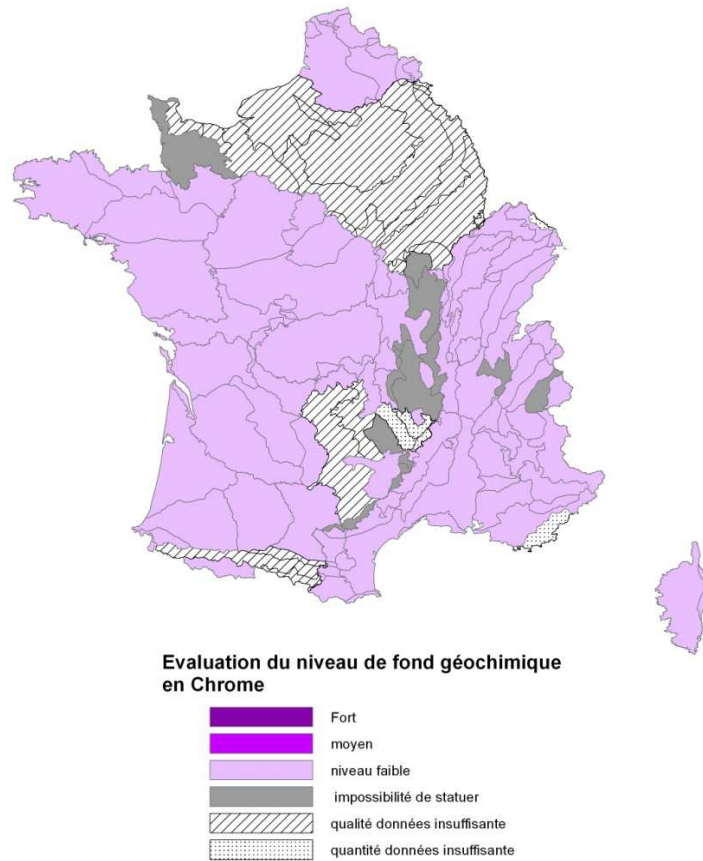 Evaluation du niveau de fond géochimique
en Chrome
Fort
moyen
niveau faible
impossibilité de statuer
qualité données insuffisante
quantité données insuffisante